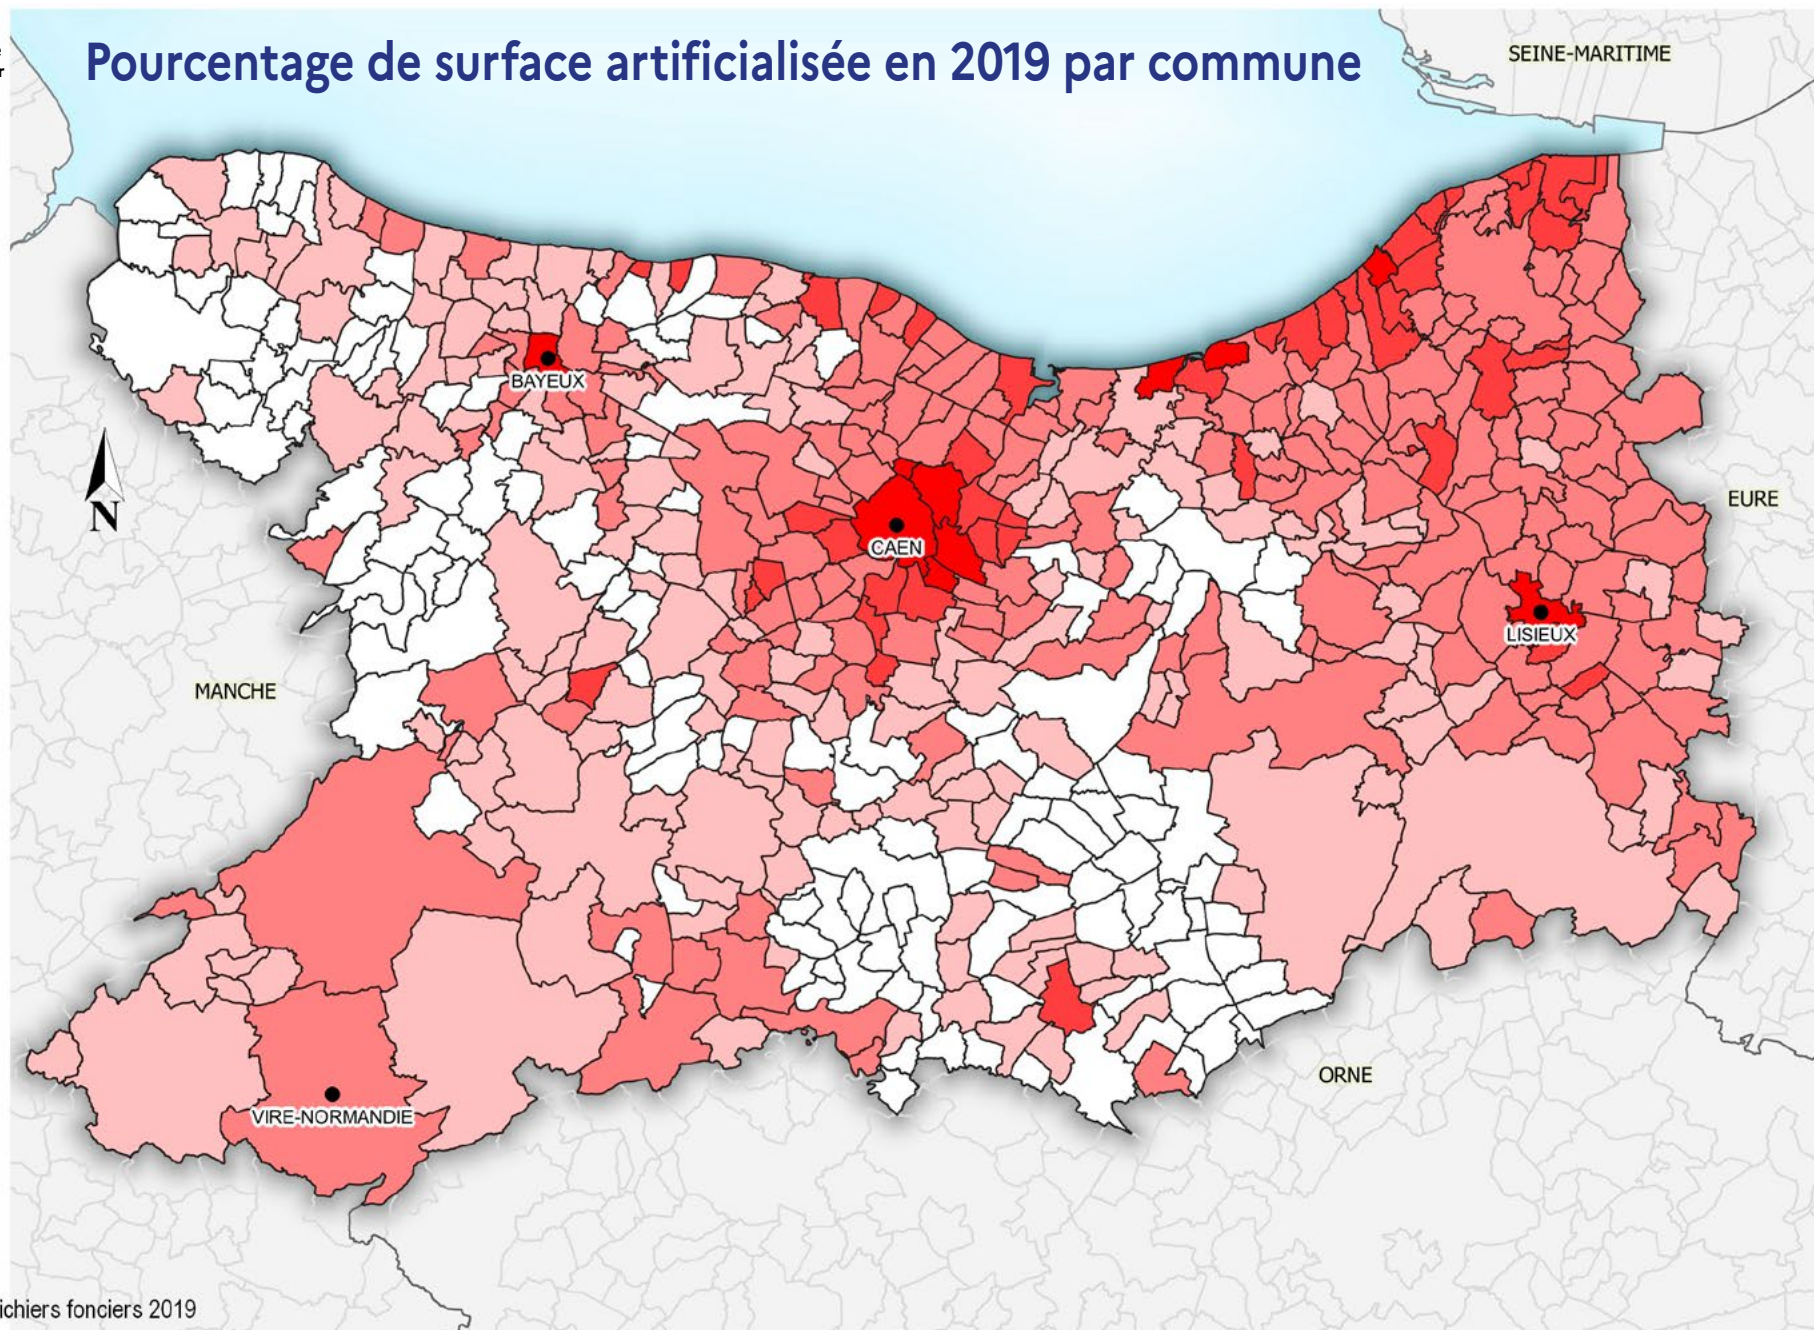 Pourcentage de surface artificialisée en 2019 par commune
SEINE-MARITIME
BAYEUX
EURE
N
CAEN
LISIEUX
MANCHE
ORNE
VIRE-NORMANDIE
ichiers fonciers 2019